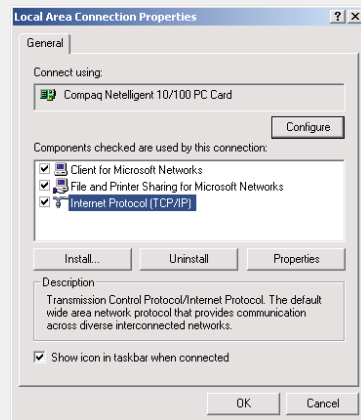 Local Area Connection Properties
General
Connect using:
Compaq Netelligent 10/100 PC Card
Configure
Components checked are used by this connection:
Client for Microsoft Networks
File and Printer Sharing for Microsoft Networks
Internet Protocol (TCP/IP)
Install... Uninstall Properties
Description
Transmission Control Protocol/Internet Protocol. The default
wide area network protocol that provides communication
across diverse interconnected networks.
Show icon in taskbar when connected
OK Cancel